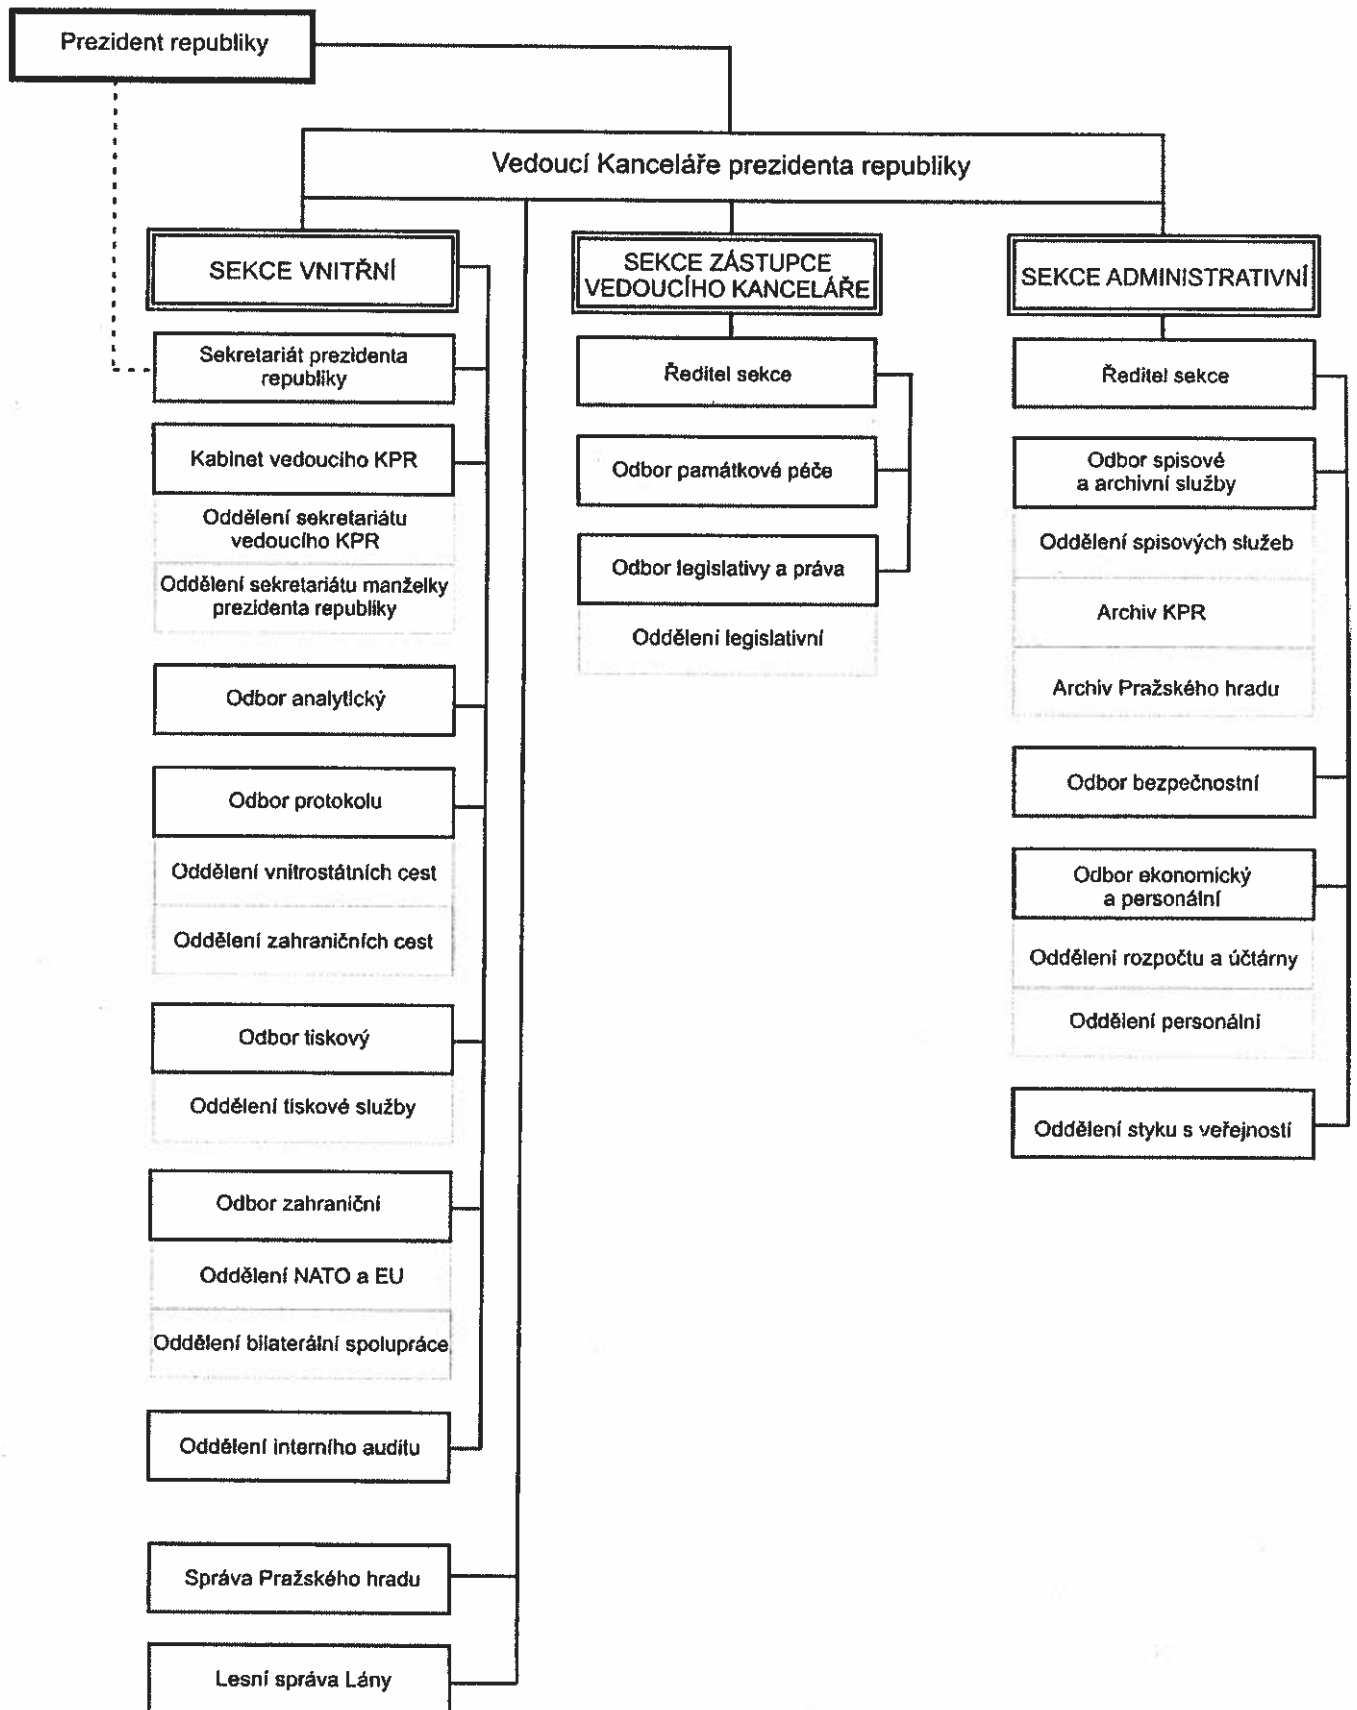 Prezident republiky
Vedoucí Kanceláře prezidenta republiky
SEKCE VNITŘNÍ
Sekretariát prezidenta
republiky
Kabinet vedoucího KPR
Oddělení sekretariátu
vedoucího KPR
Oddělení sekretariátu manželky
prezidenta republiky
Odbor analytický
Odbor protokolu
Oddělení vnitrostátních cest
Oddělení zahraničních cest
Odbor tiskový
Oddělení tiskové služby
Odbor zahraniční
Oddělení NATO a EU
Oddělení bilaterální spolupráce
Oddělení interního auditu
Správa Pražského hradu
Lesní správa Lány
SEKCE ZÁSTUPCE
VEDOUCÍHO KANCELÁŘE
Ředitel sekce
Odbor památkové péče
Odbor legislativy a práva
Oddělení legislativní
SEKCE ADMINISTRATIVNÍ
Ředitel sekce
Odbor spisové
a archivní služby
Oddělení spisových služeb
Archiv KPR
Archiv Pražského hradu
Odbor bezpečnostní
Odbor ekonomický
a personální
Oddělení rozpočtu a účtárny
Oddělení personální
Oddělení styku s veřejností